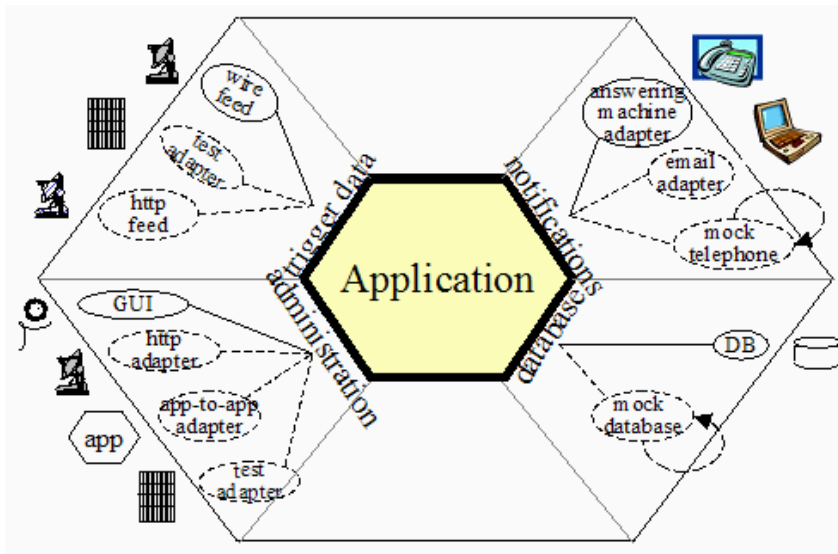 wire
feed
test
adapter
http
feed
trigger data
answering
machine
adapter
email
adapter
mock
telephone
notifications
Application
administration
GUI
http
adapter
app-to-app
adapter
test
adapter
app
database
DB
mock
database